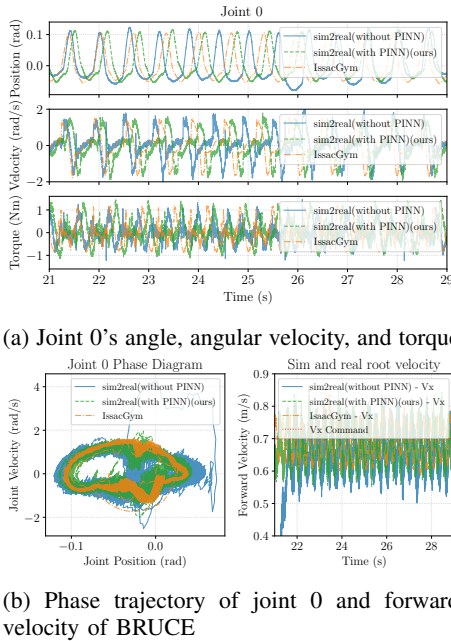 Joint 0
Position (rad)
0.1
0.0
sim2real(without PINN)
sim2real(with PINN)(ours)
IssacGym
Velocity (rad/s)
2
0
−2
sim2real(without PINN)
sim2real(with PINN)(ours)
IssacGym
Torque (Nm)
1
0
−1
sim2real(without PINN)
sim2real(with PINN)(ours)
IssacGym
21 22 23 24 25 26 27 28 29
Time (s)
(a) Joint 0's angle, angular velocity, and torque
Joint 0 Phase Diagram
Joint Velocity (rad/s)
4
2
0
−2
sim2real(without PINN)
sim2real(with PINN)(ours)
IssacGym
−0.1 0.0
Joint Position (rad)
Sim and real root velocity
Forward Velocity (m/s)
0.9
0.8
0.7
0.6
0.5
0.4
sim2real(without PINN) - Vx
sim2real(with PINN)(ours) - Vx
IsaacGym - Vx
Vx Command
22 24 26 28
Time (s)
(b) Phase trajectory of joint 0 and forward
velocity of BRUCE